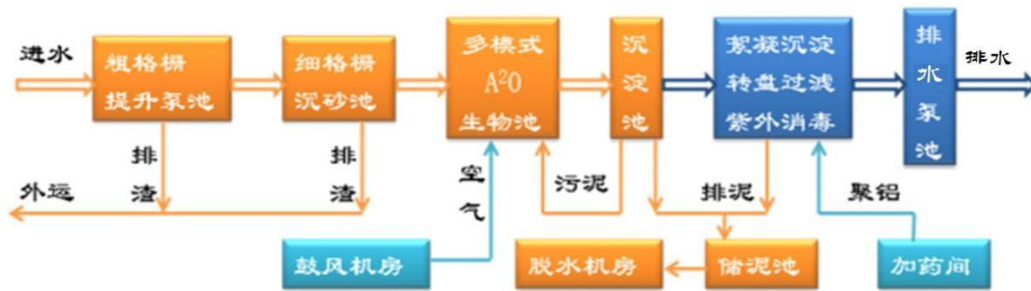 进水
粗格栅
提升泵池
细格栅
沉砂池
多模式
A²O
生物池
沉
淀
池
絮凝沉淀
转盘过滤
紫外消毒
排
水
泵
池
排水
排
渣
排
渣
外运
空
气
污泥
排泥
聚铝
鼓风机房
脱水机房
储泥池
加药间